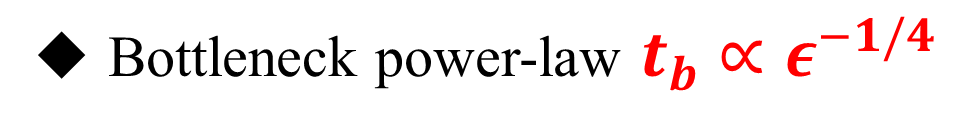 ◆ Bottleneck power-law t_b ∝ ϵ^{-1/4}